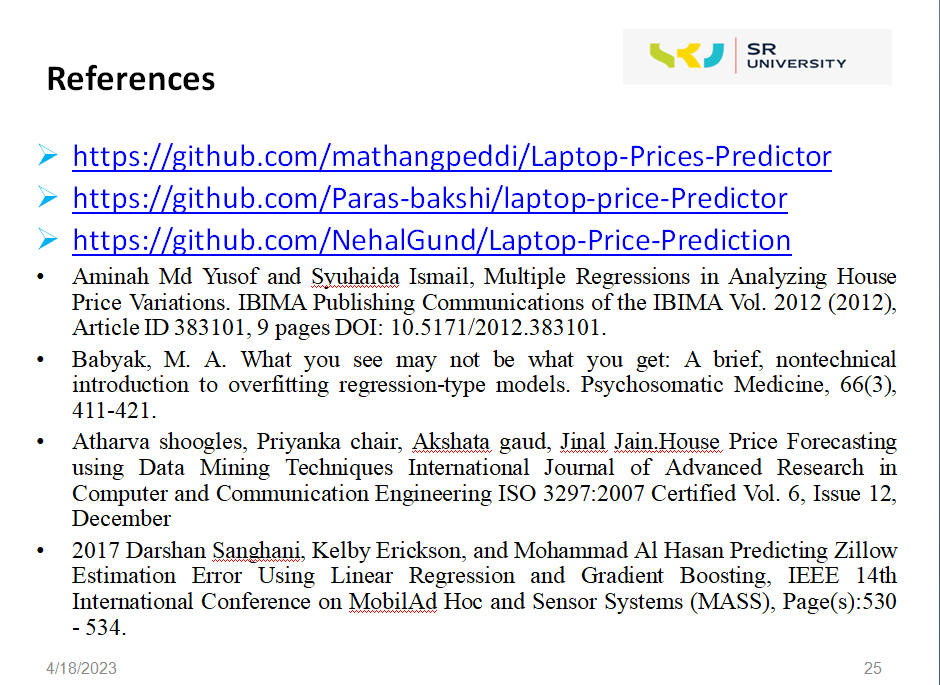 SR
UNIVERSITY
References
https://github.com/mathangpeddi/Laptop-Prices-Predictor
https://github.com/Paras-bakshi/laptop-price-Predictor
https://github.com/NehalGund/Laptop-Price-Prediction
• Aminah Md Yusof and Syuhaida Ismail, Multiple Regressions in Analyzing House
Price Variations. IBIMA Publishing Communications of the IBIMA Vol. 2012 (2012),
Article ID 383101, 9 pages DOI: 10.5171/2012.383101.
• Babyak, M. A. What you see may not be what you get: A brief, nontechnical
introduction to overfitting regression-type models. Psychosomatic Medicine, 66(3),
411-421.
• Atharva shoogles, Priyanka chair, Akshata gaud, Jinal Jain.House Price Forecasting
using Data Mining Techniques International Journal of Advanced Research in
Computer and Communication Engineering ISO 3297:2007 Certified Vol. 6, Issue 12,
December
• 2017 Darshan Sanghani, Kelby Erickson, and Mohammad Al Hasan Predicting Zillow
Estimation Error Using Linear Regression and Gradient Boosting, IEEE 14th
International Conference on MobilAd Hoc and Sensor Systems (MASS), Page(s):530
- 534.
4/18/2023
25